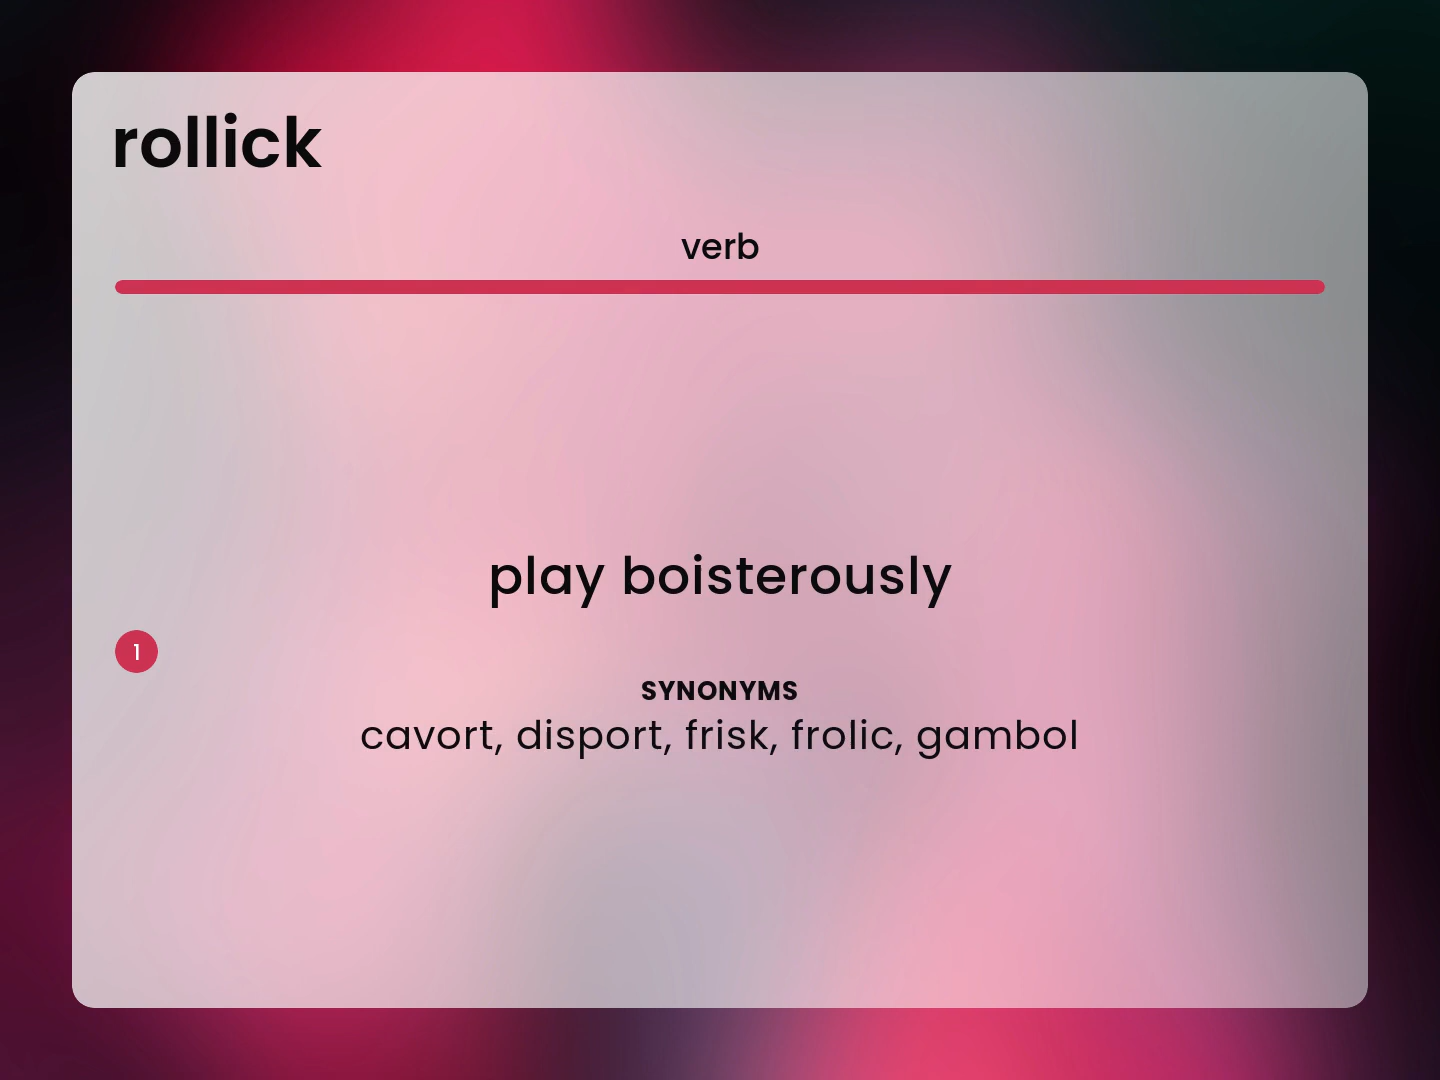 rollick
verb
play boisterously
1
SYNONYMS
cavort, disport, frisk, frolic, gambol